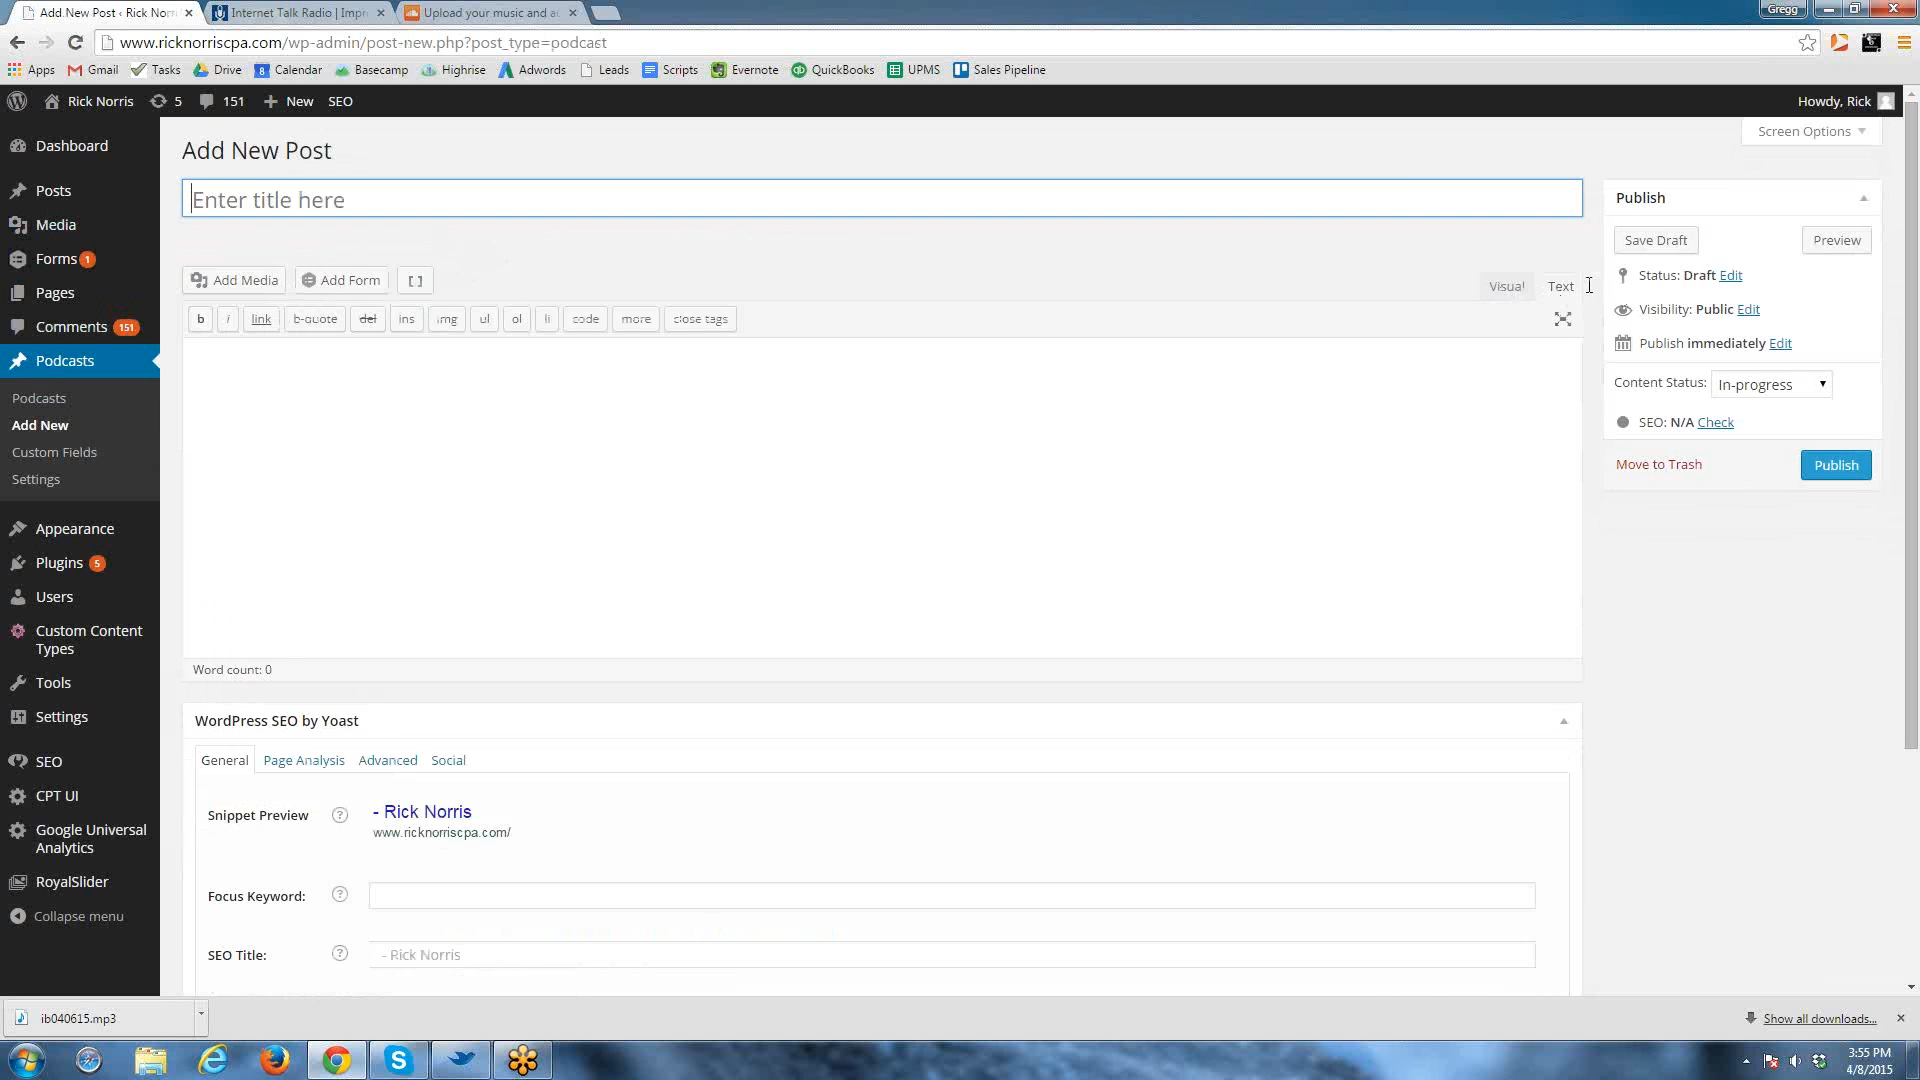 Add New Post ‹ Rick Norri
Internet Talk Radio | Impr
Upload your music and au
Gregg
www.ricknorriscpa.com/wp-admin/post-new.php?post_type=podcast
Apps
Gmail
Tasks
Drive
Calendar
Basecamp
Highrise
Adwords
Leads
Scripts
Evernote
QuickBooks
UPMS
Sales Pipeline
Rick Norris
5
151
New
SEO
Howdy, Rick
Screen Options
Dashboard
Posts
Media
Forms 1
Pages
Comments 151
Podcasts
Podcasts
Add New
Custom Fields
Settings
Appearance
Plugins 5
Users
Custom Content
Types
Tools
Settings
SEO
CPT UI
Google Universal
Analytics
RoyalSlider
Collapse menu
Add New Post
Enter title here
Add Media
Add Form
[ ]
Visual
Text
b
i
link
b-quote
del
ins
img
ul
ol
li
code
more
close tags
Word count: 0
Publish
Save Draft
Preview
Status: Draft Edit
Visibility: Public Edit
Publish immediately Edit
Content Status: In-progress
SEO: N/A Check
Move to Trash
Publish
WordPress SEO by Yoast
General
Page Analysis
Advanced
Social
Snippet Preview
?
- Rick Norris
www.ricknorriscpa.com/
Focus Keyword:
?
SEO Title:
?
- Rick Norris
ib040615.mp3
Show all downloads...
3:55 PM
4/8/2015